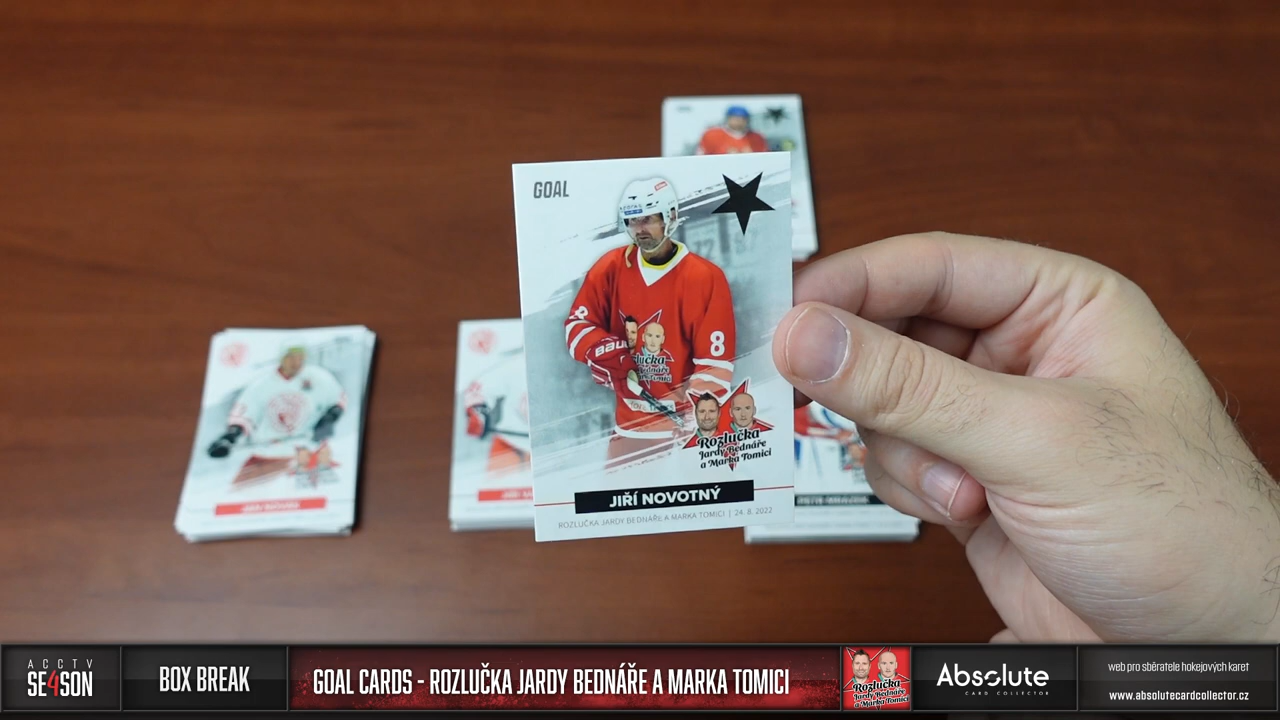 GOAL
8
8
BAUER
Rozlučka
Jardy Bednáře
a Marka Tomici
JIŘÍ NOVOTNÝ
ROZLUČKA JARDY BEDNÁŘE A MARKA TOMICI | 24. 8. 2022
ACCTV
SE4SON
BOX BREAK
GOAL CARDS - ROZLUČKA JARDY BEDNÁŘE A MARKA TOMICI
Rozlučka
Jardy Bednáře
a Marka Tomici
Absolute
CARD COLLECTOR
web pro sběratele hokejových karet
www.absolutecardcollector.cz